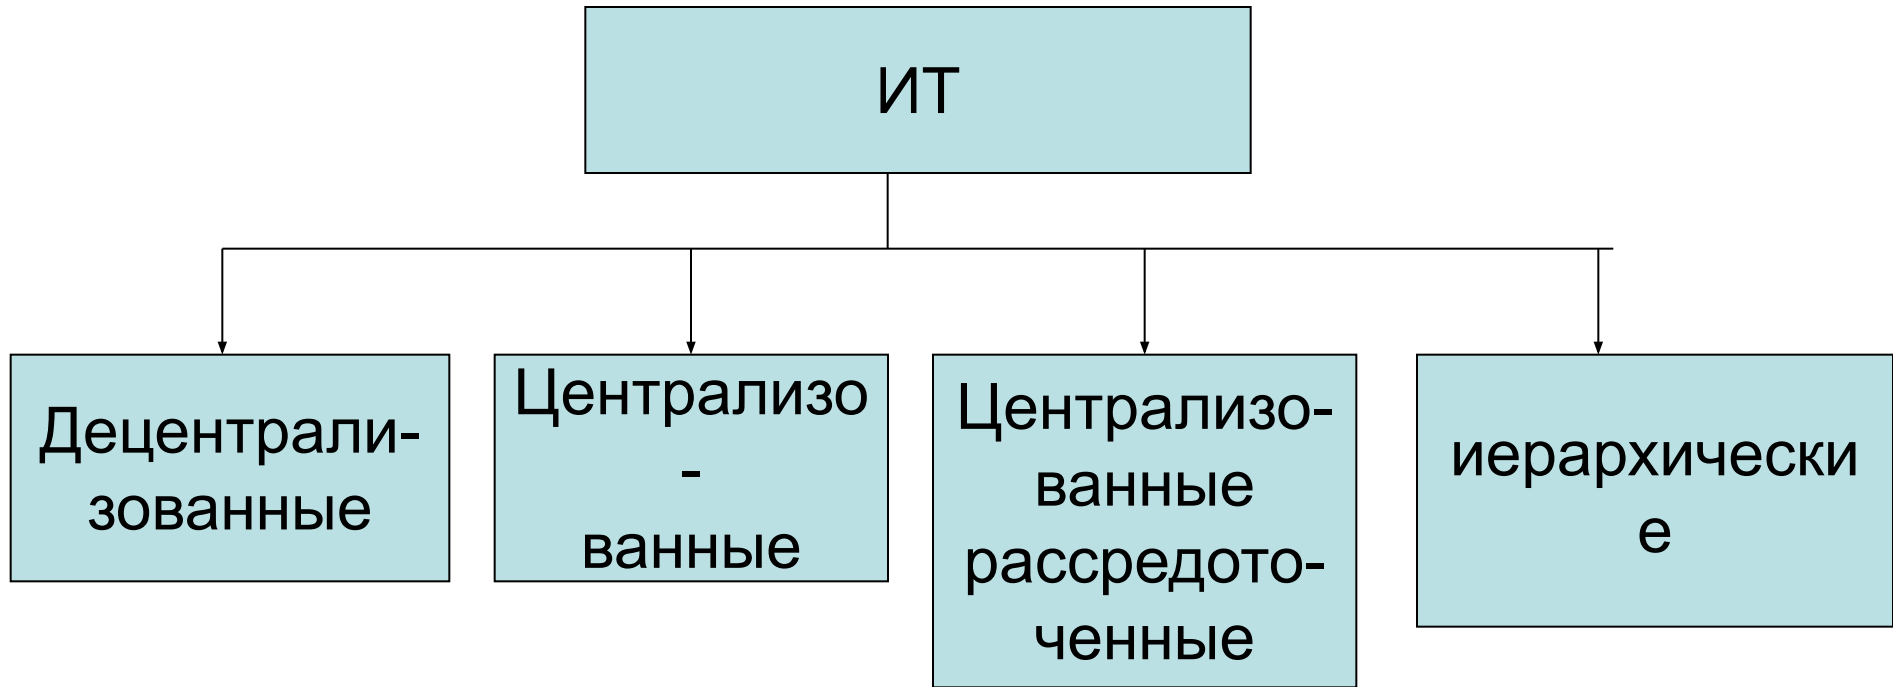 ИТ
Децентрали-
зованные
Централизо
-
ванные
Централизо-
ванные
рассредото-
ченные
иерархически
е